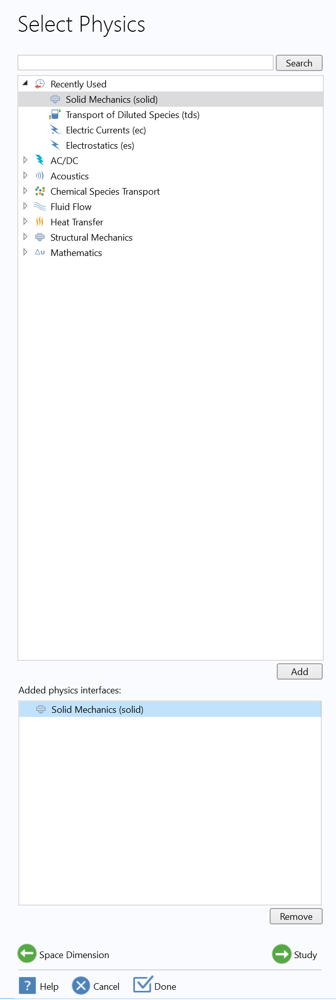 Select Physics
Search
Recently Used
Solid Mechanics (solid)
Transport of Diluted Species (tds)
Electric Currents (ec)
Electrostatics (es)
AC/DC
Acoustics
Chemical Species Transport
Fluid Flow
Heat Transfer
Structural Mechanics
Δu Mathematics
Add
Added physics interfaces:
Solid Mechanics (solid)
Remove
Space Dimension Study
? Help Cancel Done